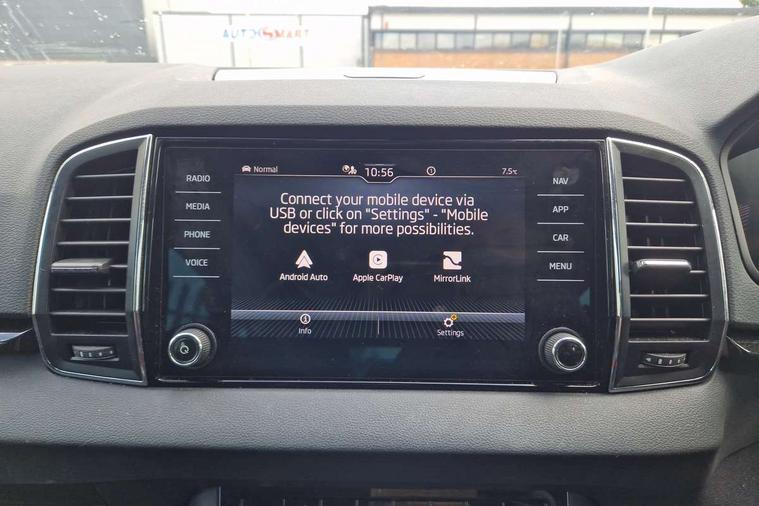 AUTOSMART
Normal 10:56 7.5°C
RADIO
MEDIA
PHONE
VOICE
Connect your mobile device via
USB or click on "Settings" - "Mobile
devices" for more possibilities.
Android Auto Apple CarPlay MirrorLink
Info Settings
NAV
APP
CAR
MENU